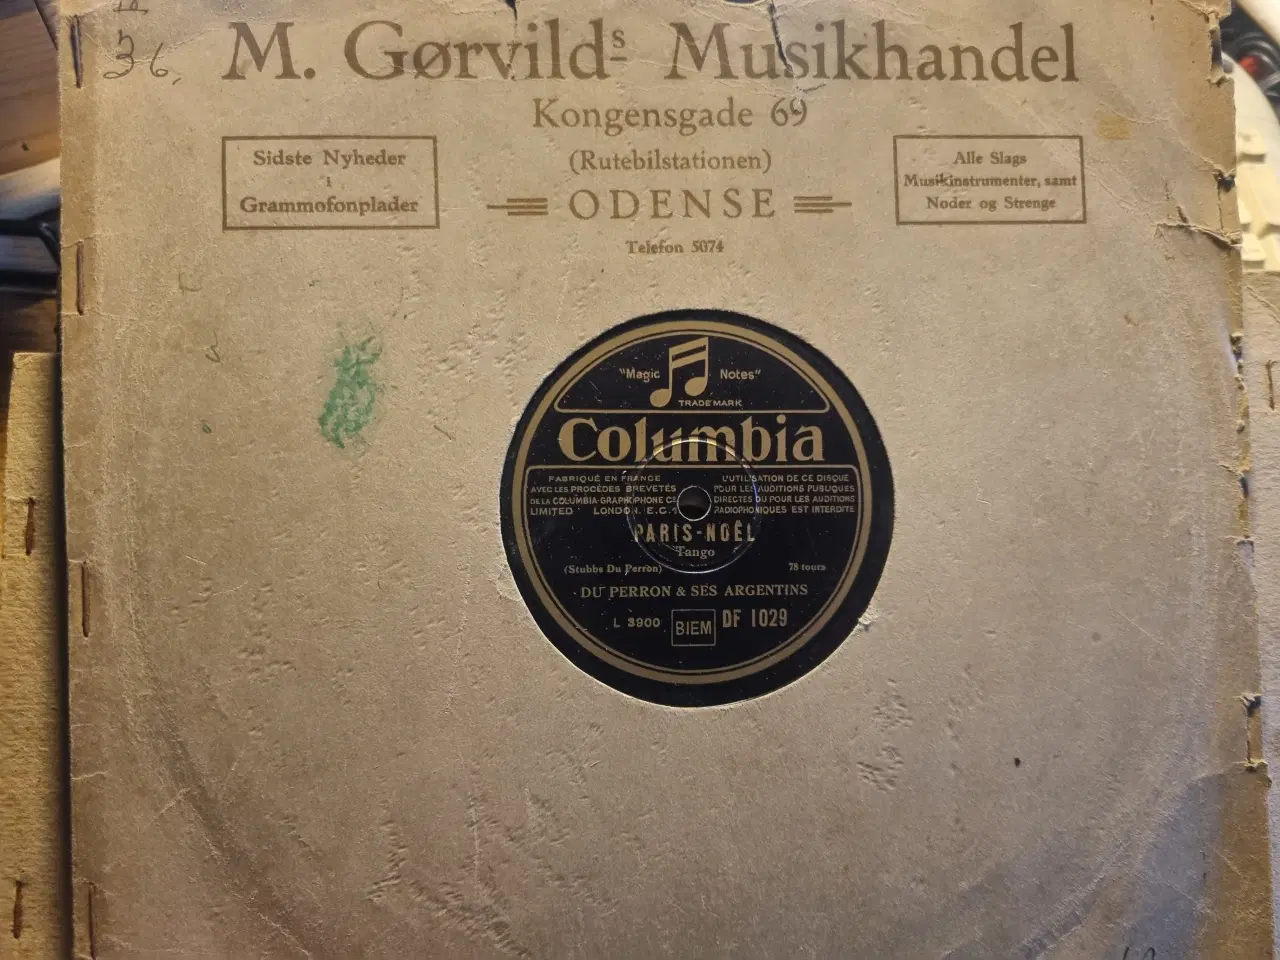 36.
M. Gørvilds Musikhandel
Kongensgade 69
(Rutebilstationen)
ODENSE
Telefon 5074
Sidste Nyheder
i
Grammofonplader
Alle Slags
Musikinstrumenter, samt
Noder og Strenge
"Magic Notes"
TRADE MARK
Columbia
FABRIQUÉ EN FRANCE
AVEC LES PROCÉDÉS BREVETÉS
DE LA COLUMBIA GRAPHOPHONE Co
LIMITED LONDON. E.C.1
L'UTILISATION DE CE DISQUE
POUR LES AUDITIONS PUBLIQUES
DIRECTES OU POUR LES AUDITIONS
RADIOPHONIQUES EST INTERDITE
PARIS-NOËL
Tango
(Stubbs Du Perron) 78 tours
DU PERRON & SES ARGENTINS
L 3900 BIEM DF 1029